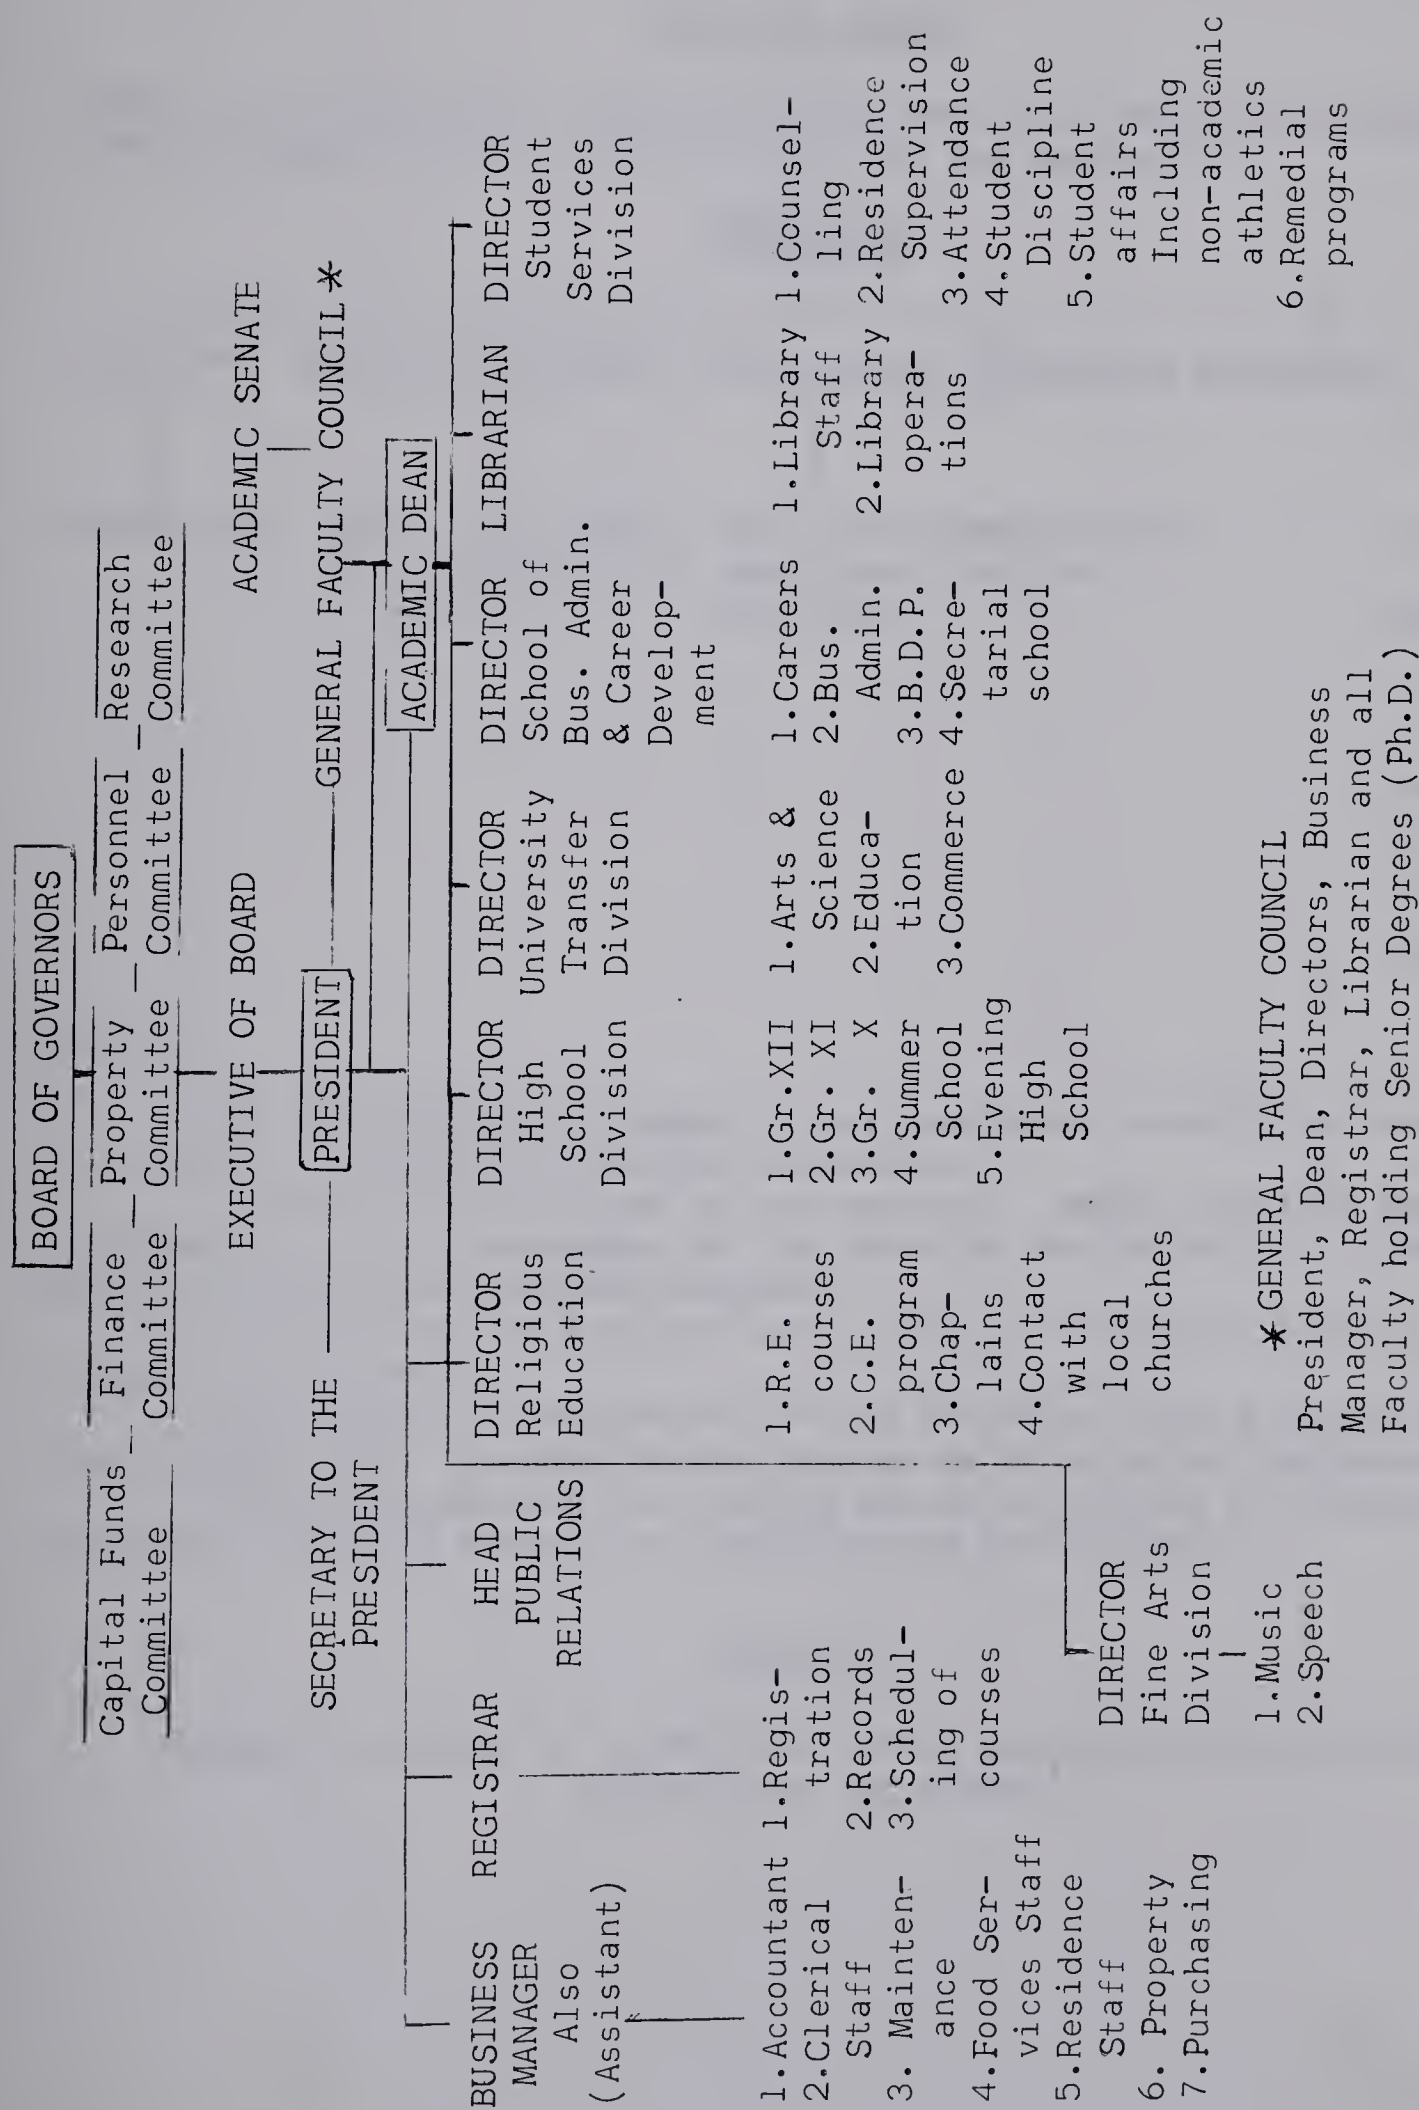 BOARD OF GOVERNORS
Capital Funds
Committee
Finance
Committee
Property
Committee
Personnel
Committee
Research
Committee
EXECUTIVE OF BOARD
ACADEMIC SENATE
SECRETARY TO THE
PRESIDENT
PRESIDENT
GENERAL FACULTY COUNCIL *
ACADEMIC DEAN
BUSINESS
MANAGER
Also
(Assistant)
1.Accountant
2.Clerical
Staff
3. Mainten-
ance
4.Food Ser-
vices Staff
5.Residence
Staff
6. Property
7.Purchasing
REGISTRAR
1.Regis-
tration
2.Records
3.Schedul-
ing of
courses
HEAD
PUBLIC
RELATIONS
DIRECTOR
Religious
Education
1.R.E.
courses
2.C.E.
program
3.Chap-
lains
4.Contact
with
local
churches
DIRECTOR
High
School
Division
1.Gr.XII
2.Gr. XI
3.Gr. X
4.Summer
School
5.Evening
High
School
DIRECTOR
University
Transfer
Division
1.Arts &
Science
2.Educa-
tion
3.Commerce
DIRECTOR
School of
Bus. Admin.
& Career
Develop-
ment
1.Careers
2.Bus.
Admin.
3.B.D.P.
4.Secre-
tarial
school
LIBRARIAN
1.Library
Staff
2.Library
opera-
tions
DIRECTOR
Student
Services
Division
1.Counsel-
ling
2.Residence
Supervision
3.Attendance
4.Student
Discipline
5.Student
affairs
Including
non-academic
athletics
6.Remedial
programs
DIRECTOR
Fine Arts
Division
1.Music
2.Speech
* GENERAL FACULTY COUNCIL
President, Dean, Directors, Business
Manager, Registrar, Librarian and all
Faculty holding Senior Degrees (Ph.D.)